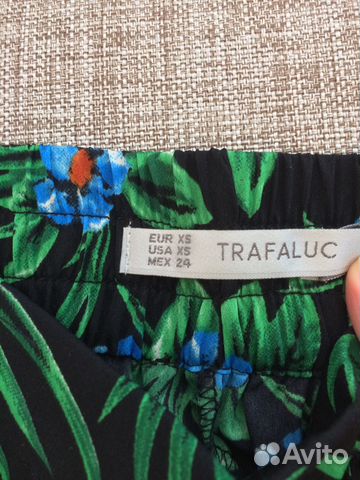 EUR XS
USA XS
MEX 24
TRAFALUC
Avito